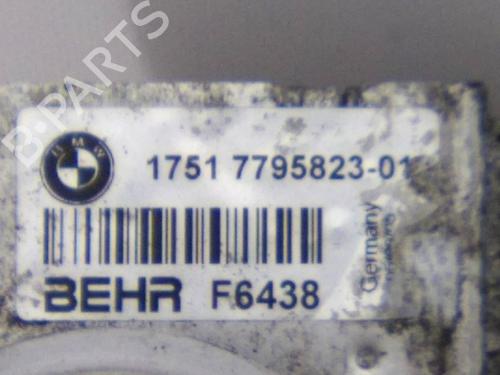 B-PARTS
BMW
1751 7795823-01
BEHR F6438
Germany